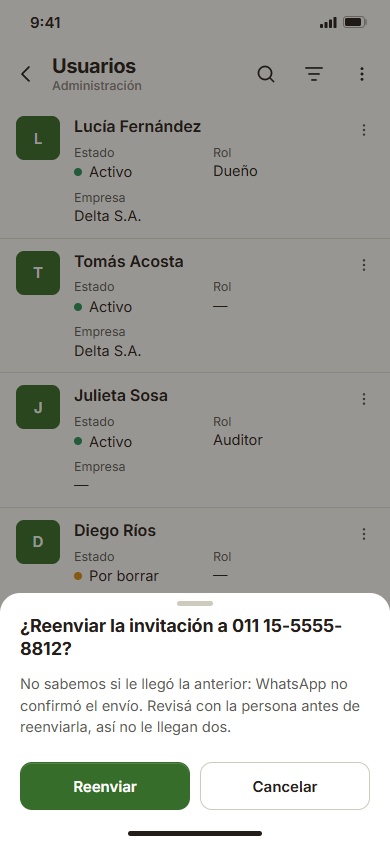 9:41
Usuarios
Administración
L
Lucía Fernández
Estado
Rol
Activo
Dueño
Empresa
Delta S.A.
T
Tomás Acosta
Estado
Rol
Activo
—
Empresa
Delta S.A.
J
Julieta Sosa
Estado
Rol
Activo
Auditor
Empresa
—
D
Diego Ríos
Estado
Rol
Por borrar
—
¿Reenviar la invitación a 011 15-5555-
8812?
No sabemos si le llegó la anterior: WhatsApp no
confirmó el envío. Revisá con la persona antes de
reenviarla, así no le llegan dos.
Reenviar
Cancelar